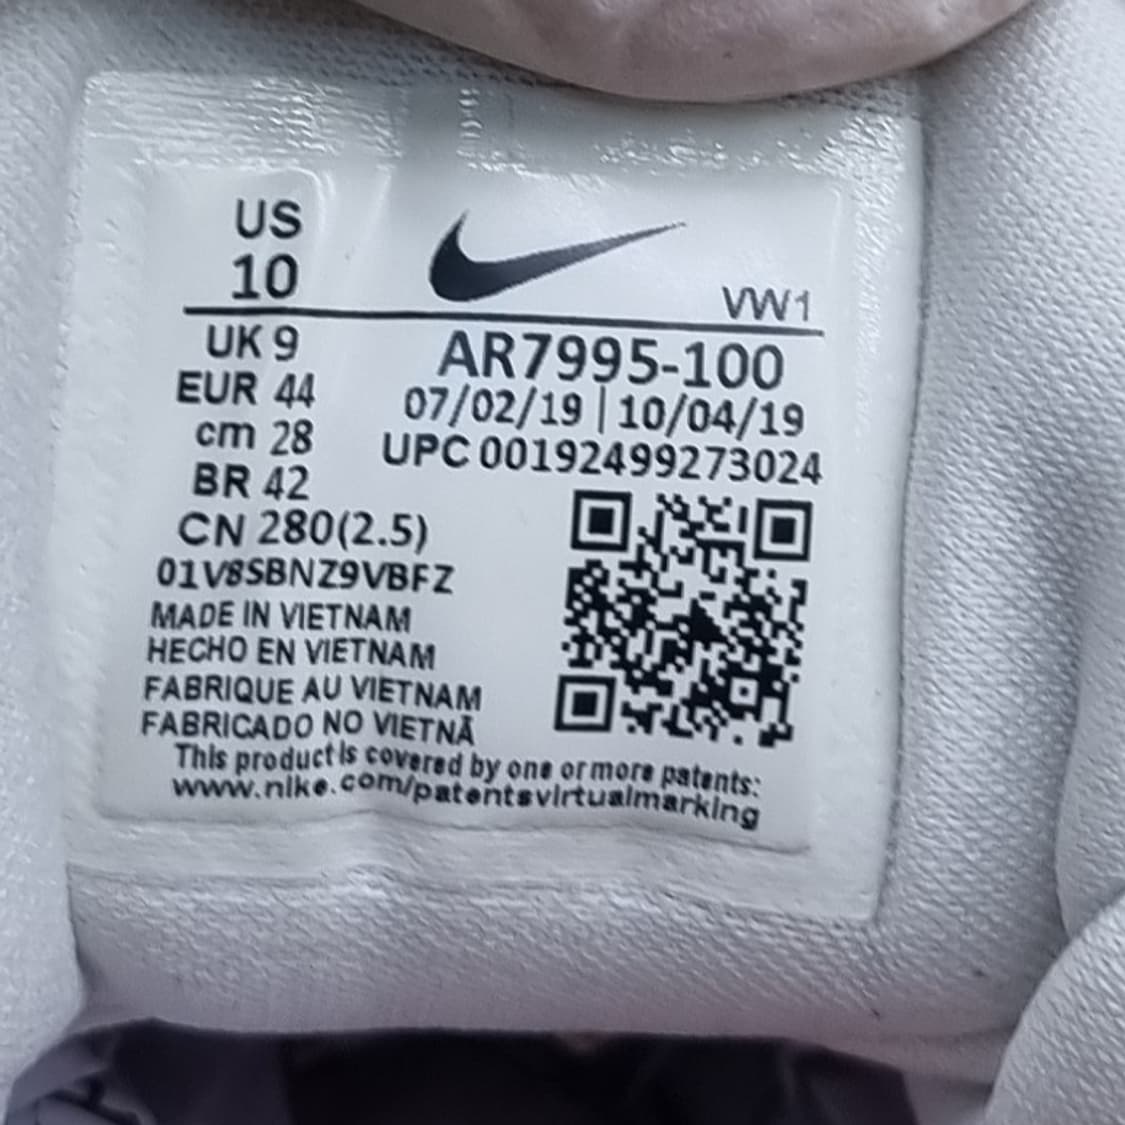 US
10
VW1
UK 9
AR7995-100
EUR 44
07/02/19 | 10/04/19
cm 28
UPC 00192499273024
BR 42
CN 280(2.5)
01V8SBNZ9VBFZ
MADE IN VIETNAM
HECHO EN VIETNAM
FABRIQUE AU VIETNAM
FABRICADO NO VIETNÃ
This product is covered by one or more patents:
www.nike.com/patentsvirtualmarking